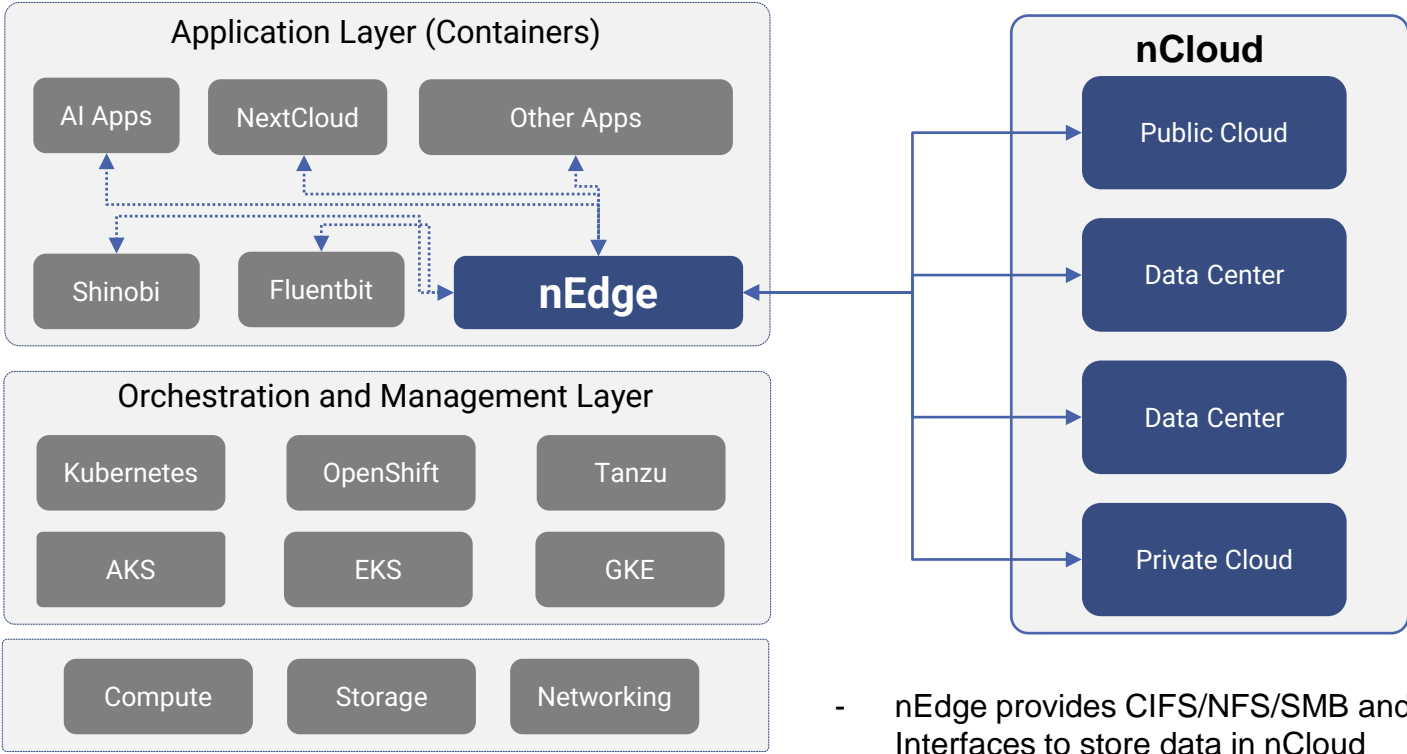 Application Layer (Containers)
AI Apps
NextCloud
Other Apps
Shinobi
Fluentbit
nEdge
Orchestration and Management Layer
Kubernetes
OpenShift
Tanzu
AKS
EKS
GKE
Compute
Storage
Networking
nCloud
Public Cloud
Data Center
Data Center
Private Cloud
- nEdge provides CIFS/NFS/SMB and
Interfaces to store data in nCloud